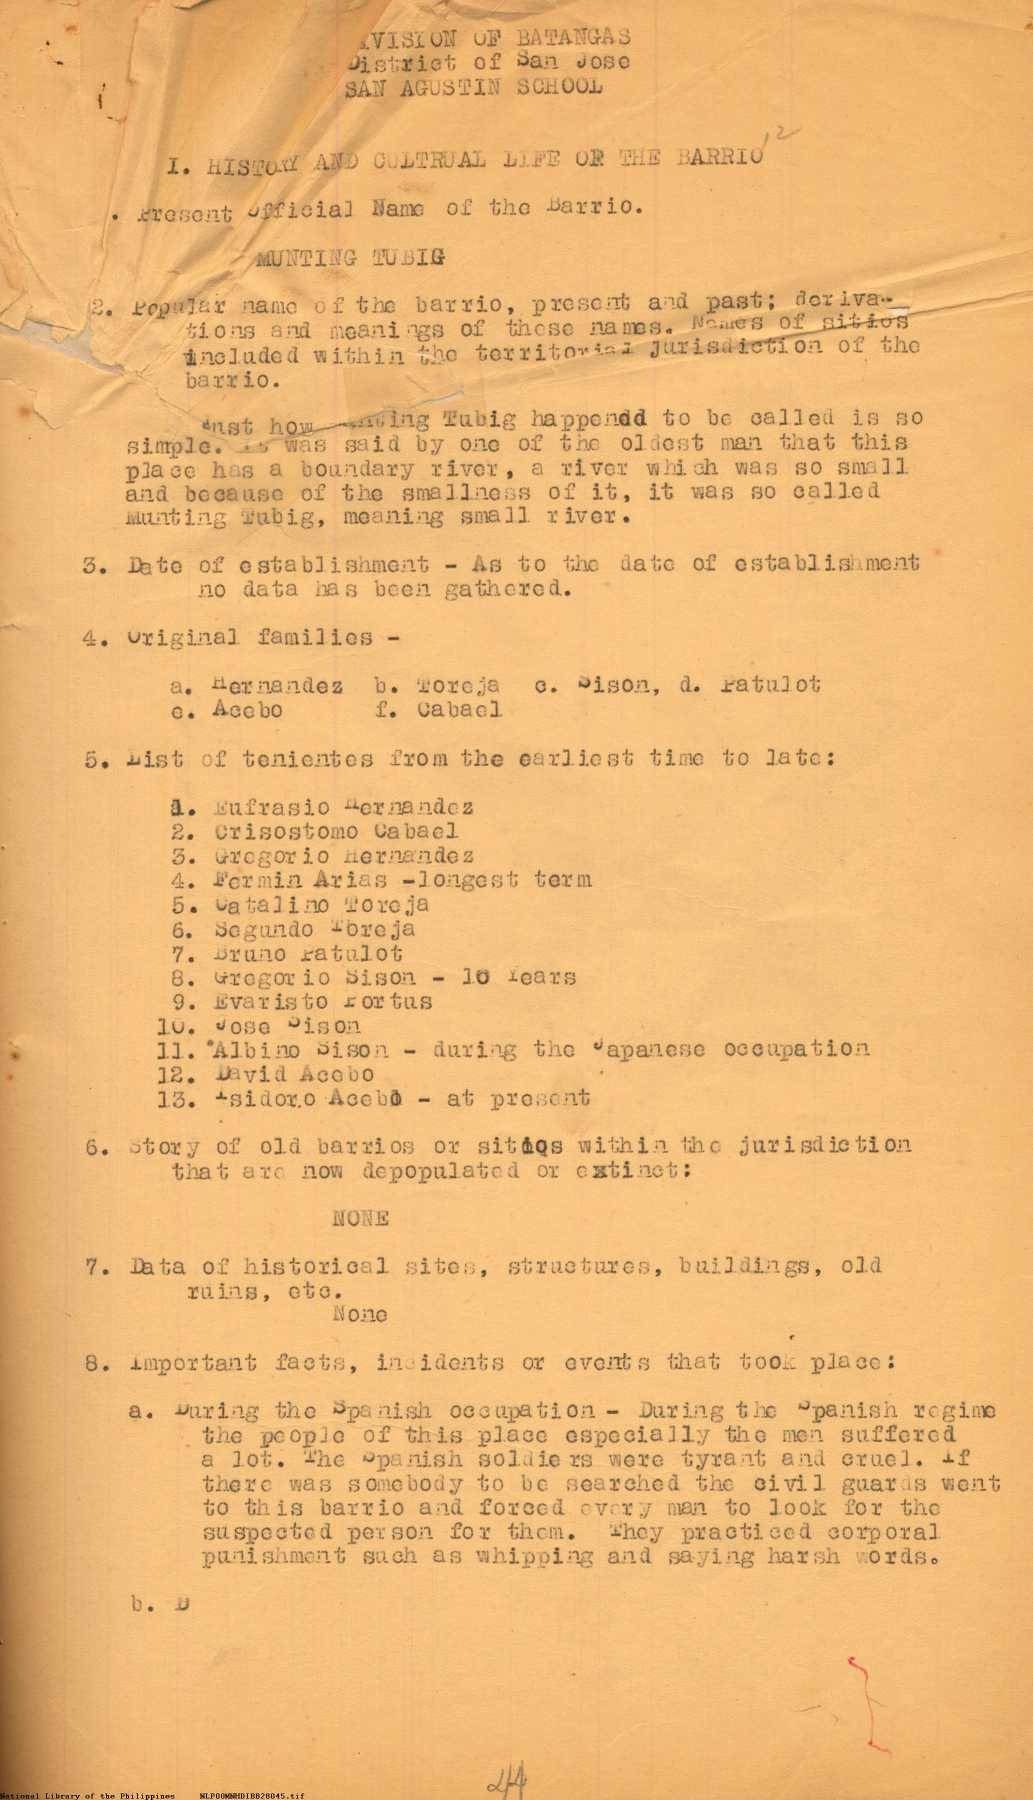 IVISION OF BATANGAS
District of San Jose
SAN AGUSTIN SCHOOL
I. HISTORY AND CULTRUAL LIFE OF THE BARRIO
. Present Official Name of the Barrio.
MUNTING TUBIG
2. Popular name of the barrio, present and past; deriva-
tions and meanings of these names. Names of sitios
included within the territorial jurisdiction of the
barrio.
Just how Munting Tubig happendd to be called is so
simple. It was said by one of the oldest man that this
place has a boundary river, a river which was so small
and because of the smallness of it, it was so called
Munting Tubig, meaning small river.
3. Date of establishment - As to the date of establishment
no data has been gathered.
4. Original families -
a. Hernandez b. Toreja c. Sison, d. Patulot
e. Acebo f. Cabael
5. List of tenientes from the earliest time to late:
1. Eufrasio Hernandez
2. Crisostomo Cabael
3. Gregorio Hernandez
4. Fermin Arias -longest term
5. Catalino Toreja
6. Segundo Toreja
7. Bruno Patulot
8. Gregorio Sison - 10 Years
9. Evaristo Portus
10. Jose Sison
11. Albino Sison - during the Japanese occupation
12. David Acebo
13. Isidoro Acebo - at present
6. Story of old barrios or sitios within the jurisdiction
that are now depopulated or extinct:
NONE
7. Data of historical sites, structures, buildings, old
ruins, etc.
None
8. Important facts, incidents or events that took place:
a. During the Spanish occupation - During the Spanish regime
the people of this place especially the men suffered
a lot. The Spanish soldiers were tyrant and cruel. If
there was somebody to be searched the civil guards went
to this barrio and forced every man to look for the
suspected person for them. They practiced corporal
punishment such as whipping and saying harsh words.
b. D
44
National Library of the Philippines NLPOOMNHDIBB28045.tif